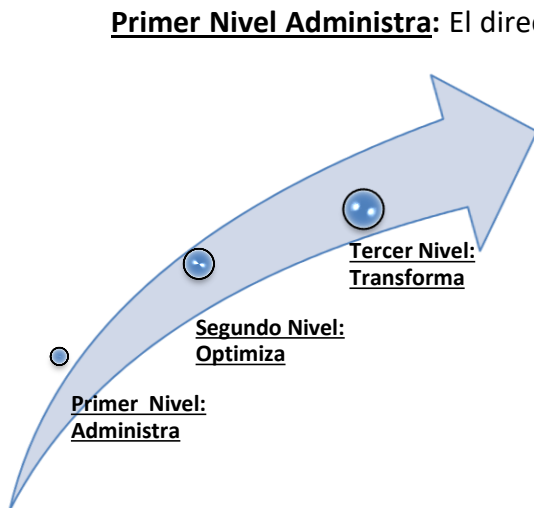 Primer Nivel Administra: El direc
Tercer Nivel:
Transforma
Segundo Nivel:
Optimiza
Primer Nivel:
Administra